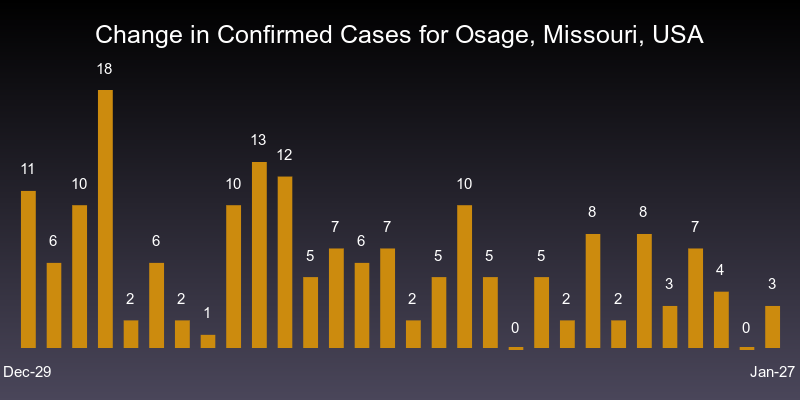 Change in Confirmed Cases for Osage, Missouri, USA
11 6 10 18 2 6 2 1 10 13 12 5 7 6 7 2 5 10 5 0 5 2 8 2 8 3 7 4 0 3
Dec-29 Jan-27